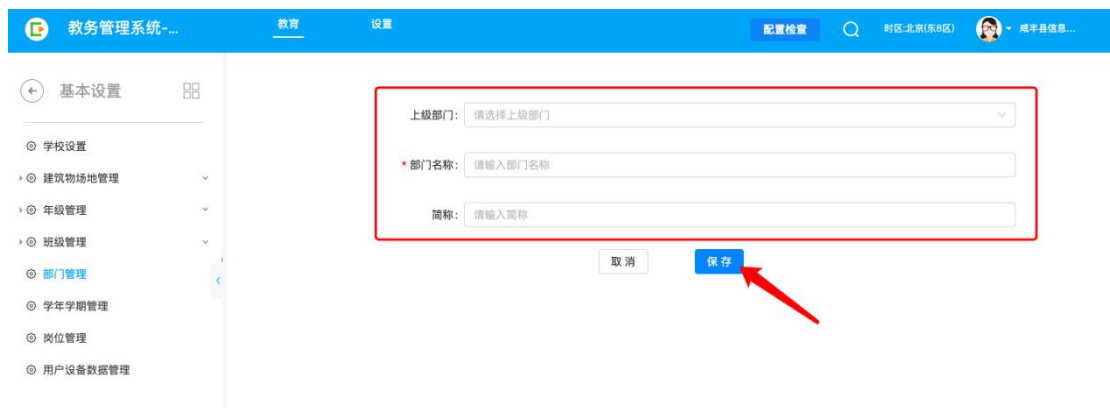 教务管理系统-...
教育
设置
配置检查
时区:北京(东8区)
咸丰县信息...
基本设置
学校设置
建筑物场地管理
年级管理
班级管理
部门管理
学年学期管理
岗位管理
用户设备数据管理
上级部门: 请选择上级部门
* 部门名称: 请输入部门名称
简称: 请输入简称
取 消
保 存